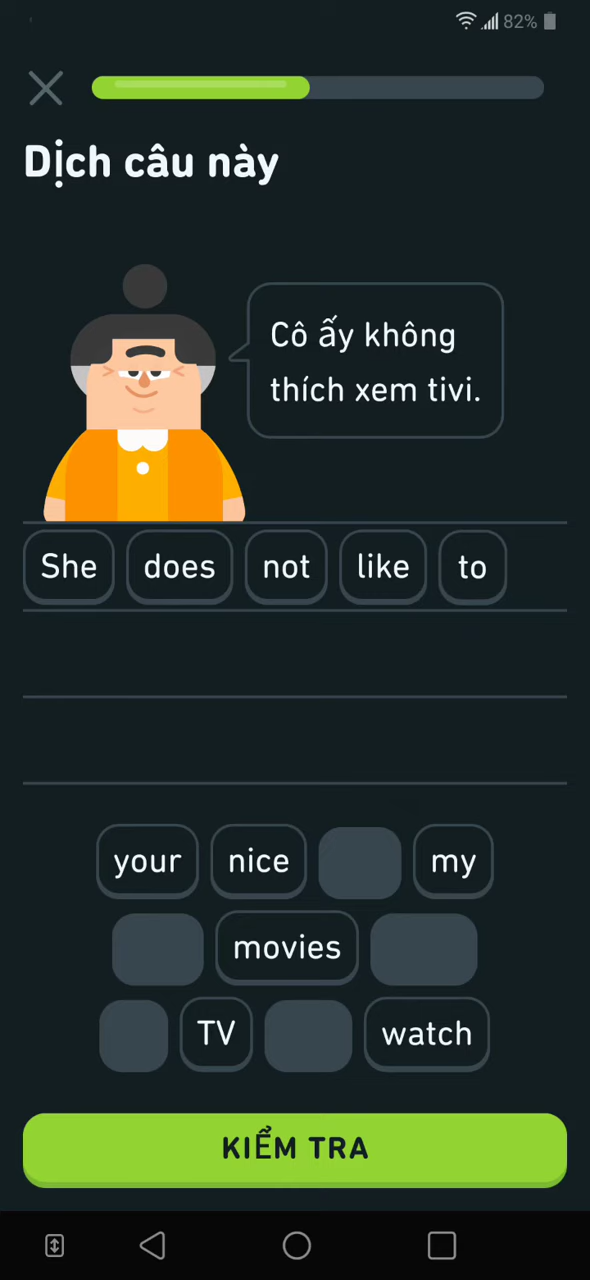 82%
Dịch câu này
Cô ấy không
thích xem tivi.
She does not like to
your nice my
movies
TV watch
KIỂM TRA